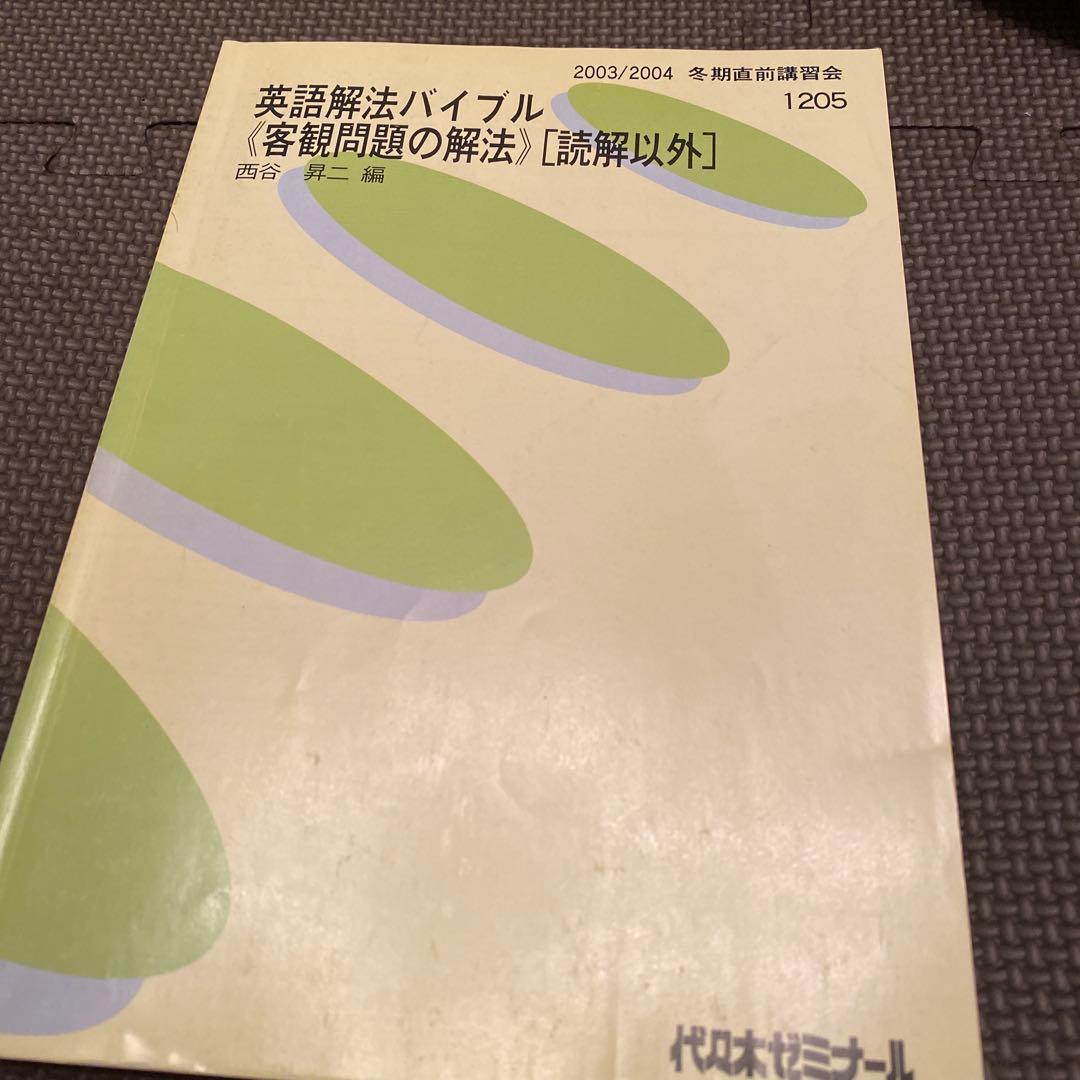 2003/2004 冬期直前講習会
1205
英語解法バイブル
《客観問題の解法》[読解以外]
西谷 昇二 編
代々木ゼミナール